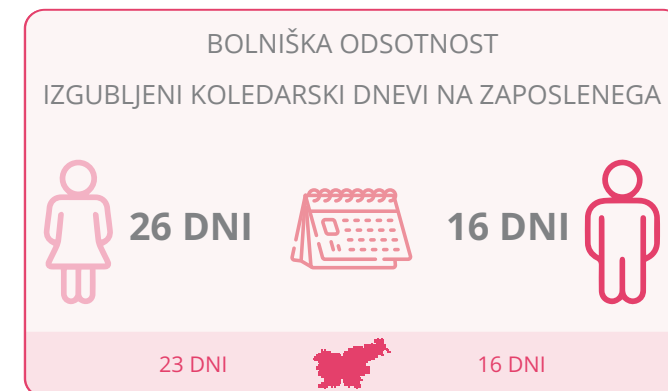 BOLNIŠKA ODSOTNOST
IZGUBLJENI KOLEDARSKI DNEVI NA ZAPOSLENEGA
26 DNI
16 DNI
23 DNI
16 DNI